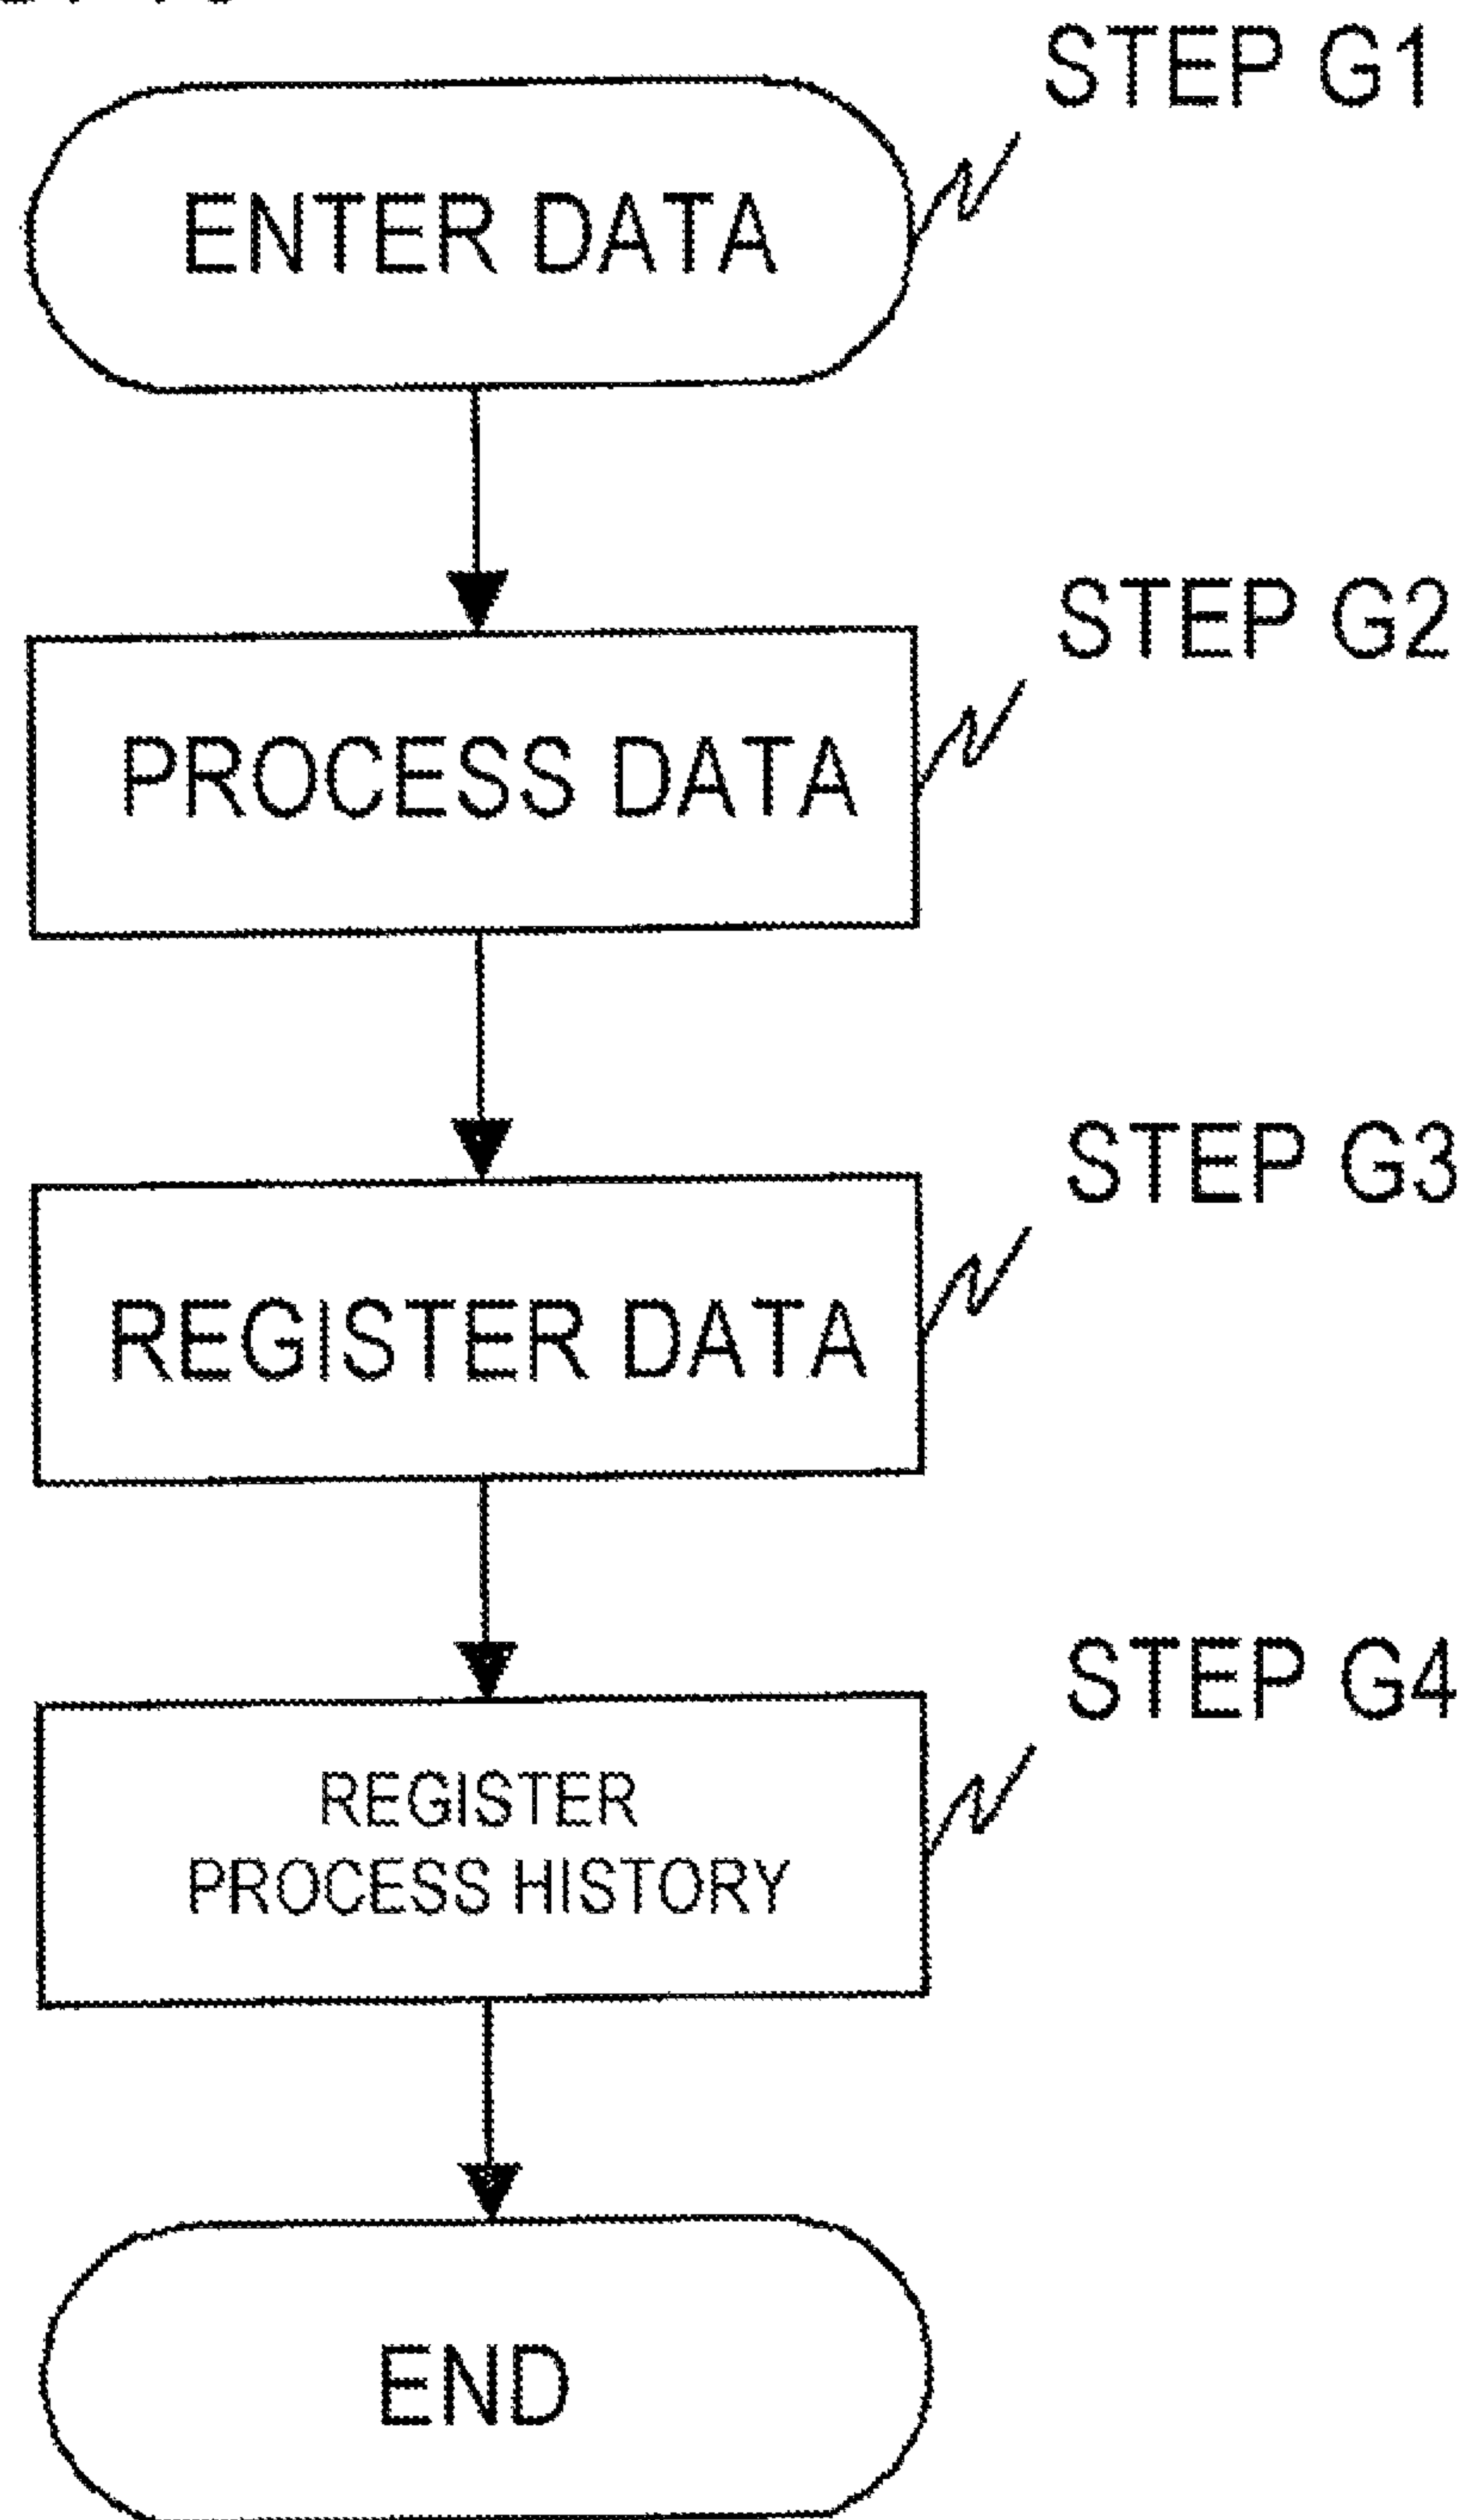 STEP G1
ENTER DATA
STEP G2
PROCESS DATA
STEP G3
REGISTER DATA
STEP G4
REGISTER
PROCESS HISTORY
END